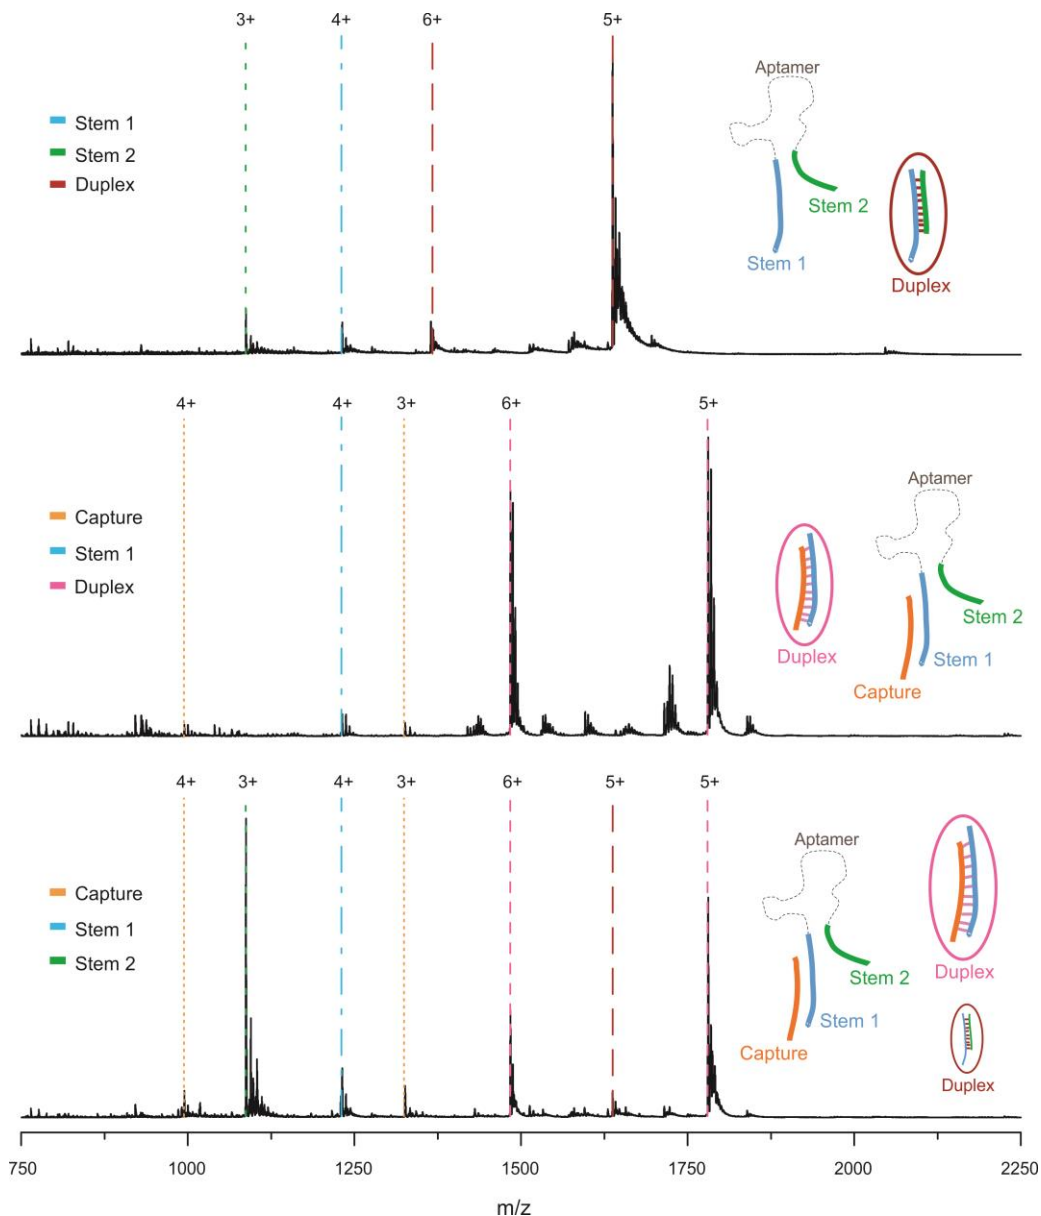 3+ 4+ 6+ 5+
Aptamer
Stem 1
Stem 2
Duplex
Stem 2
Stem 1
Duplex
4+ 4+ 3+ 6+ 5+
Aptamer
Capture
Stem 1
Duplex
Stem 2
Duplex
Stem 1
Capture
4+ 3+ 4+ 3+ 6+ 5+ 5+
Aptamer
Capture
Stem 1
Stem 2
Stem 2
Duplex
Stem 1
Capture
Duplex
750 1000 1250 1500 1750 2000 2250
m/z